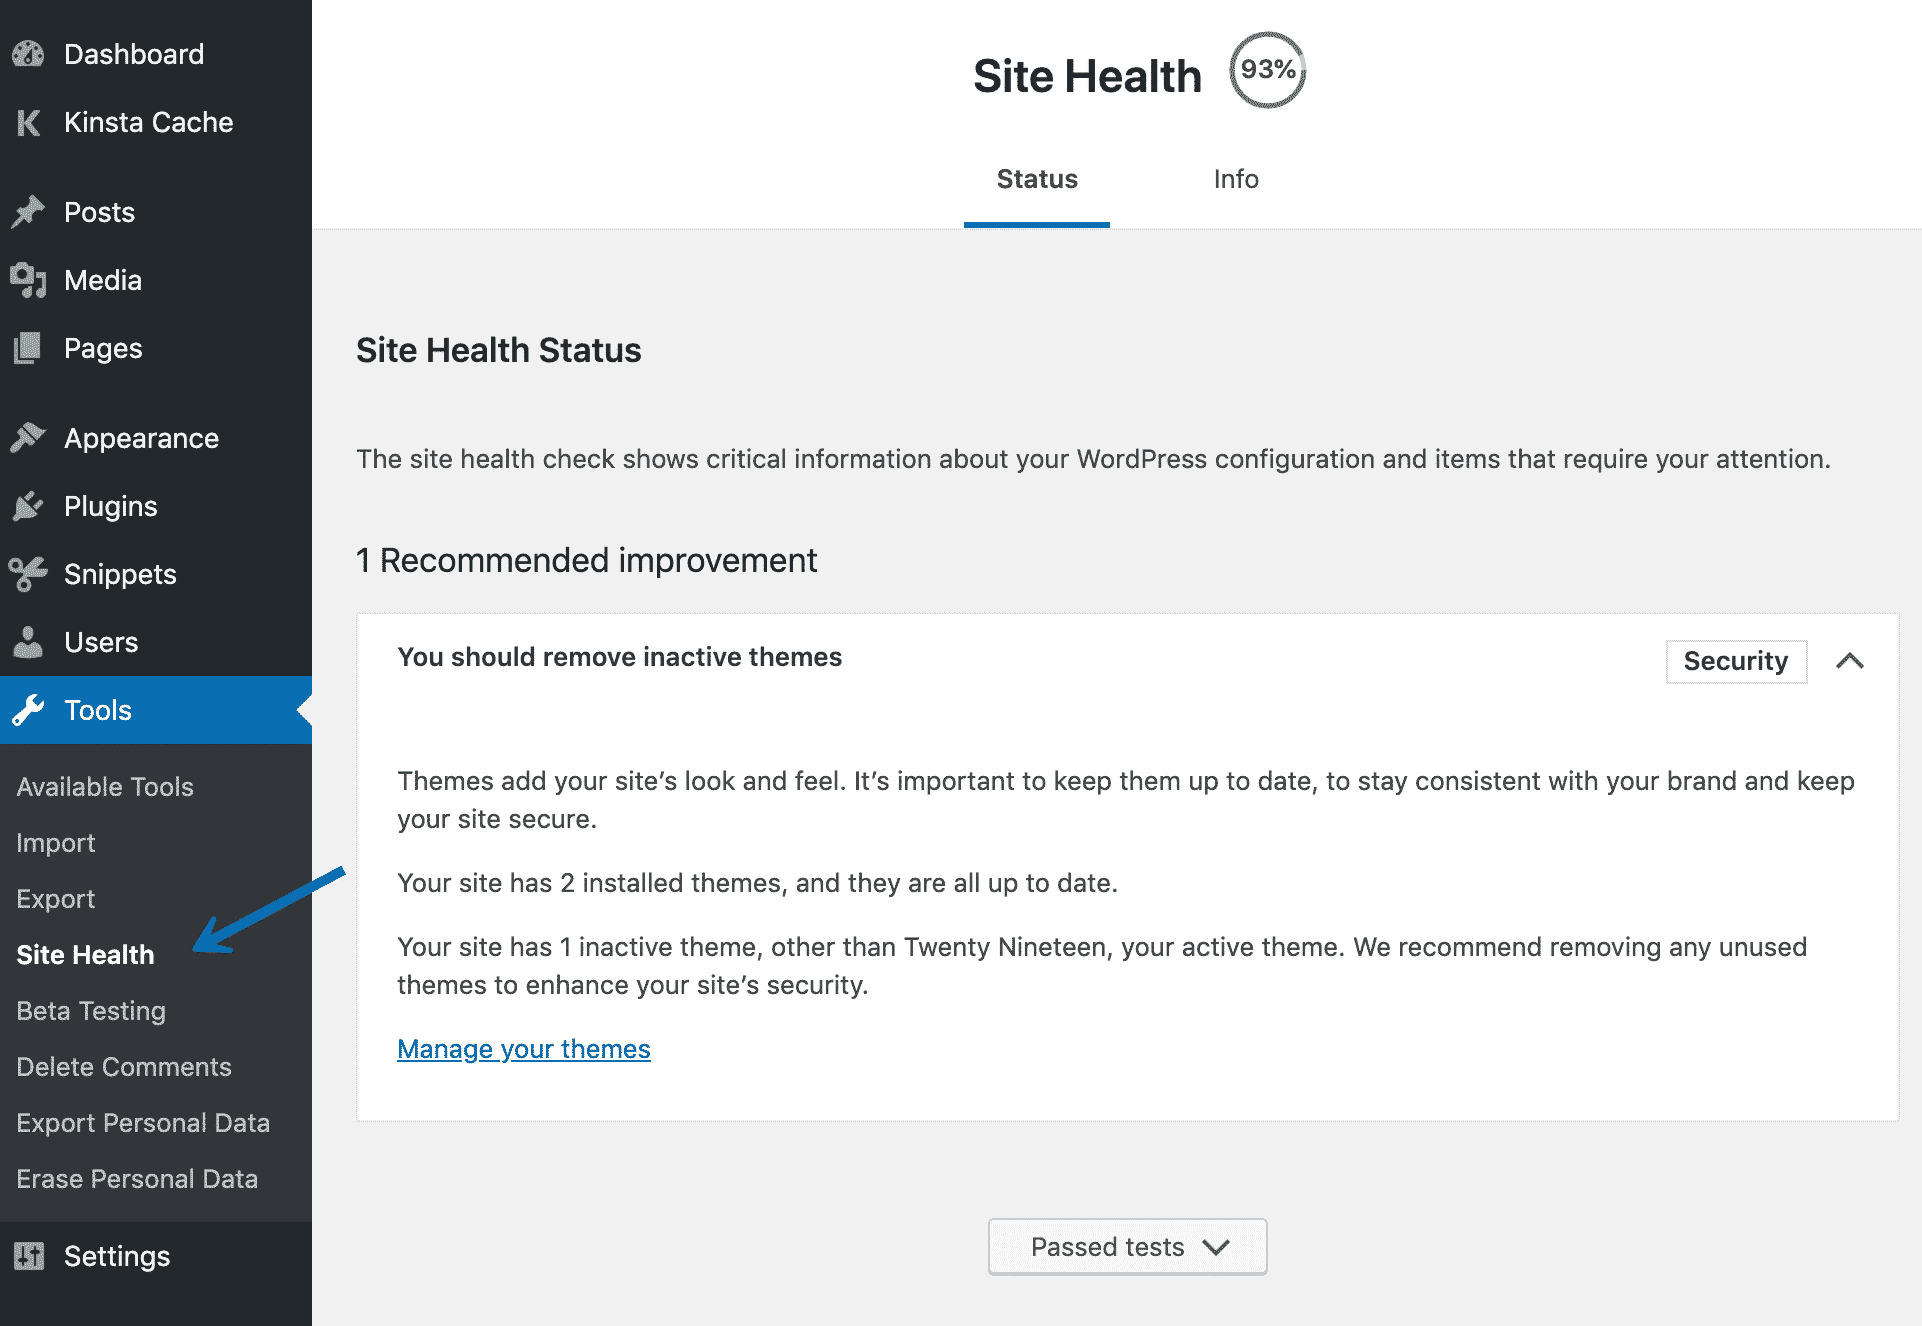 Dashboard
Kinsta Cache
Posts
Media
Pages
Appearance
Plugins
Snippets
Users
Tools
Available Tools
Import
Export
Site Health
Beta Testing
Delete Comments
Export Personal Data
Erase Personal Data
Settings
Site Health 93%
Status Info
Site Health Status
The site health check shows critical information about your WordPress configuration and items that require your attention.
1 Recommended improvement
You should remove inactive themes Security
Themes add your site’s look and feel. It’s important to keep them up to date, to stay consistent with your brand and keep
your site secure.
Your site has 2 installed themes, and they are all up to date.
Your site has 1 inactive theme, other than Twenty Nineteen, your active theme. We recommend removing any unused
themes to enhance your site’s security.
Manage your themes
Passed tests